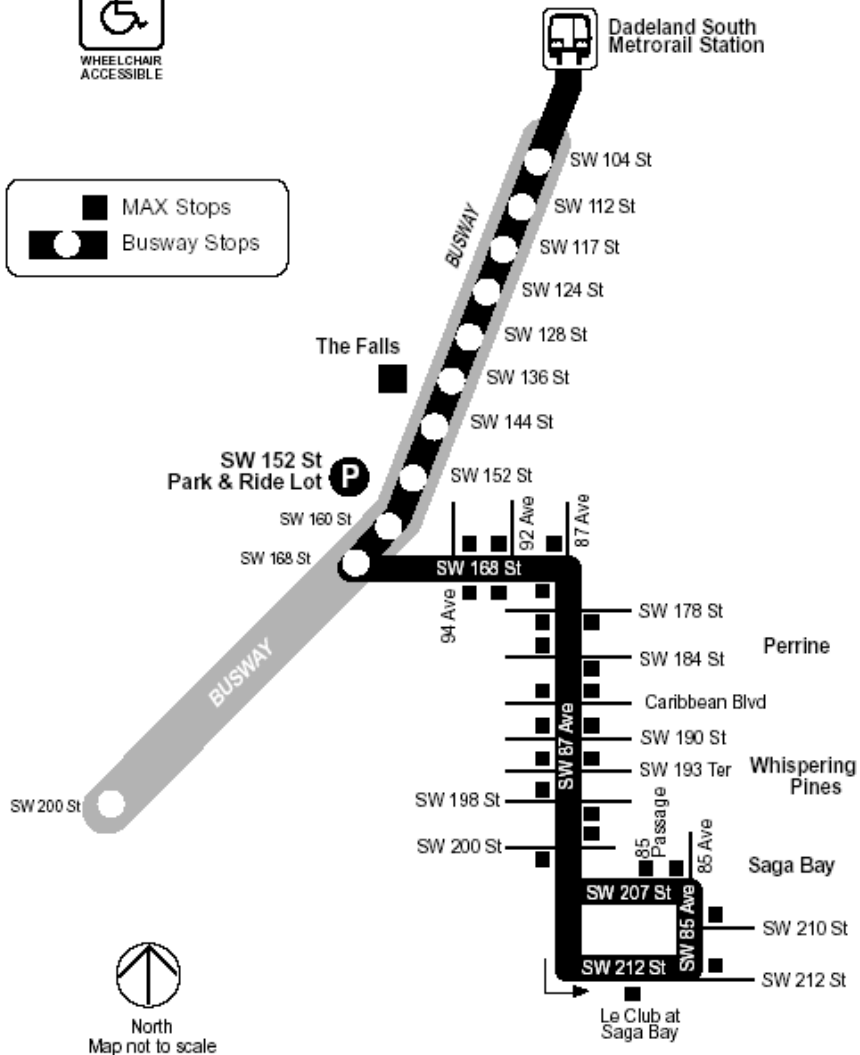 WHEELCHAIR
ACCESSIBLE
Dadeland South
Metrorail Station
MAX Stops
Busway Stops
BUSWAY
SW 104 St
SW 112 St
SW 117 St
SW 124 St
SW 128 St
The Falls
SW 136 St
SW 144 St
SW 152 St
Park & Ride Lot
P
SW 152 St
SW 160 St
SW 168 St
92 Ave
87 Ave
SW 168 St
94 Ave
SW 178 St
Perrine
SW 184 St
BUSWAY
Caribbean Blvd
SW 87 Ave
SW 190 St
SW 193 Ter
Whispering
Pines
SW 200 St
SW 198 St
SW 200 St
85
Passage
85 Ave
Saga Bay
SW 207 St
SW 85 Ave
SW 210 St
SW 212 St
SW 212 St
Le Club at
Saga Bay
North
Map not to scale